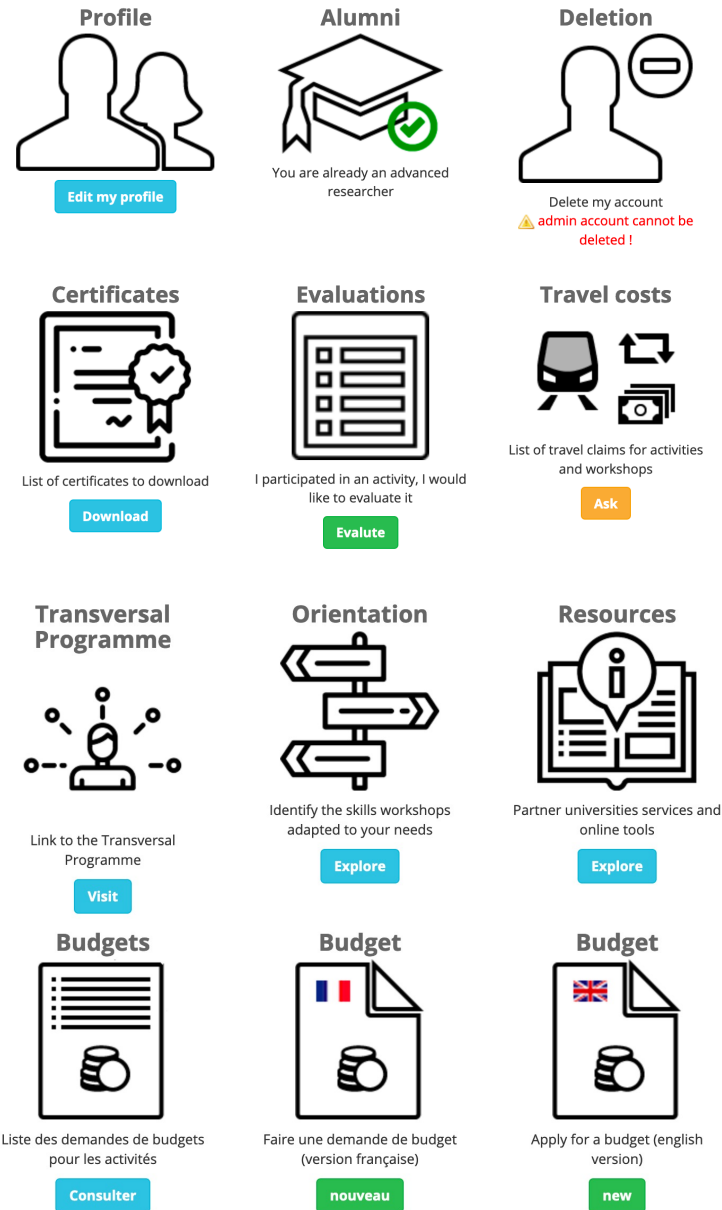 Profile
Alumni
Deletion
Edit my profile
You are already an advanced
researcher
Delete my account
admin account cannot be
deleted !
Certificates
Evaluations
Travel costs
List of certificates to download
Download
I participated in an activity, I would
like to evaluate it
Evalute
List of travel claims for activities
and workshops
Ask
Transversal
Programme
Orientation
Resources
Link to the Transversal
Programme
Visit
Identify the skills workshops
adapted to your needs
Explore
Partner universities services and
online tools
Explore
Budgets
Budget
Budget
Liste des demandes de budgets
pour les activités
Consulter
Faire une demande de budget
(version française)
nouveau
Apply for a budget (english
version)
new